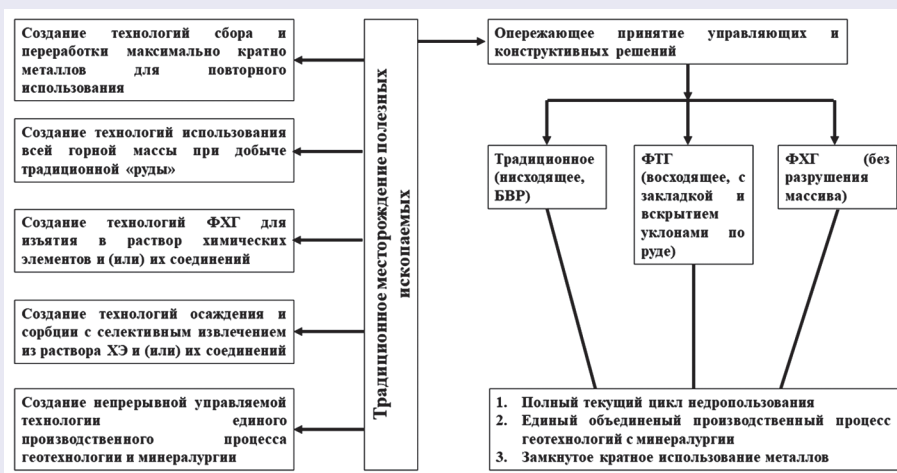 Создание технологий сбора и
переработки максимально кратно
металлов для повторного
использования
Создание технологий использования
всей горной массы при добыче
традиционной «руды»
Создание технологий ФХГ для
изъятия в раствор химических
элементов и (или) их соединений
Создание технологий осаждения и
сорбции с селективным извлечением
из раствора ХЭ и (или) их соединений
Создание непрерывной управляемой
технологии единого
производственного процесса
геотехнологии и минералургии
Традиционное месторождение полезных
ископаемых
Опережающее принятие управляющих и
конструктивных решений
Традиционное
(нисходящее,
БВР)
ФТГ
(восходящее, с
закладкой и
вскрытием
уклонами по
руде)
ФХГ (без
разрушения
массива)
1. Полный текущий цикл недропользования
2. Единый объединеный производственный процесс
геотехнологий с минералургии
3. Замкнутое кратное использование металлов